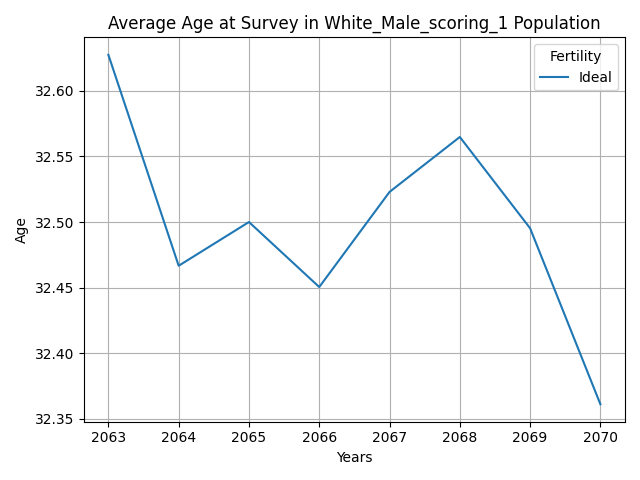 Average Age at Survey in White_Male_scoring_1 Population
Fertility
Ideal
32.60
32.55
32.50
32.45
32.40
32.35
Age
2063 2064 2065 2066 2067 2068 2069 2070
Years